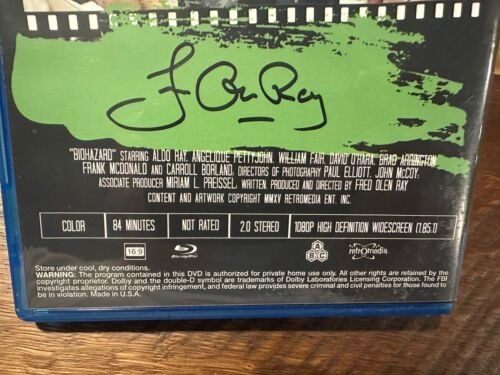 Fred Olen Ray
"BIOHAZARD" STARRING ALDO RAY, ANGELIQUE PETTYJOHN, WILLIAM FAIR, DAVID O'HARA, BRAD ARRINGTON,
FRANK MCDONALD AND CARROLL BORLAND. DIRECTORS OF PHOTOGRAPHY PAUL ELLIOTT, JOHN McCOY.
ASSOCIATE PRODUCER MIRIAM L. PREISSEL. WRITTEN, PRODUCED AND DIRECTED BY FRED OLEN RAY
CONTENT AND ARTWORK COPYRIGHT MMXV RETROMEDIA ENT. INC.
COLOR 84 MINUTES NOT RATED 2.0 STEREO 1080P HIGH DEFINITION WIDESCREEN (1.85.1)
16:9 Blu-ray Disc A B C retromedia
Store under cool, dry conditions.
WARNING: The program contained in this DVD is authorized for private home use only. All other rights are retained by the
copyright proprietor. Dolby and the double-D symbol are trademarks of Dolby Laboratories Licensing Corporation. The FBI
investigates allegations of copyright infringement, and federal law provides severe criminal and civil penalties for those found to
be in violation. Made in U.S.A.